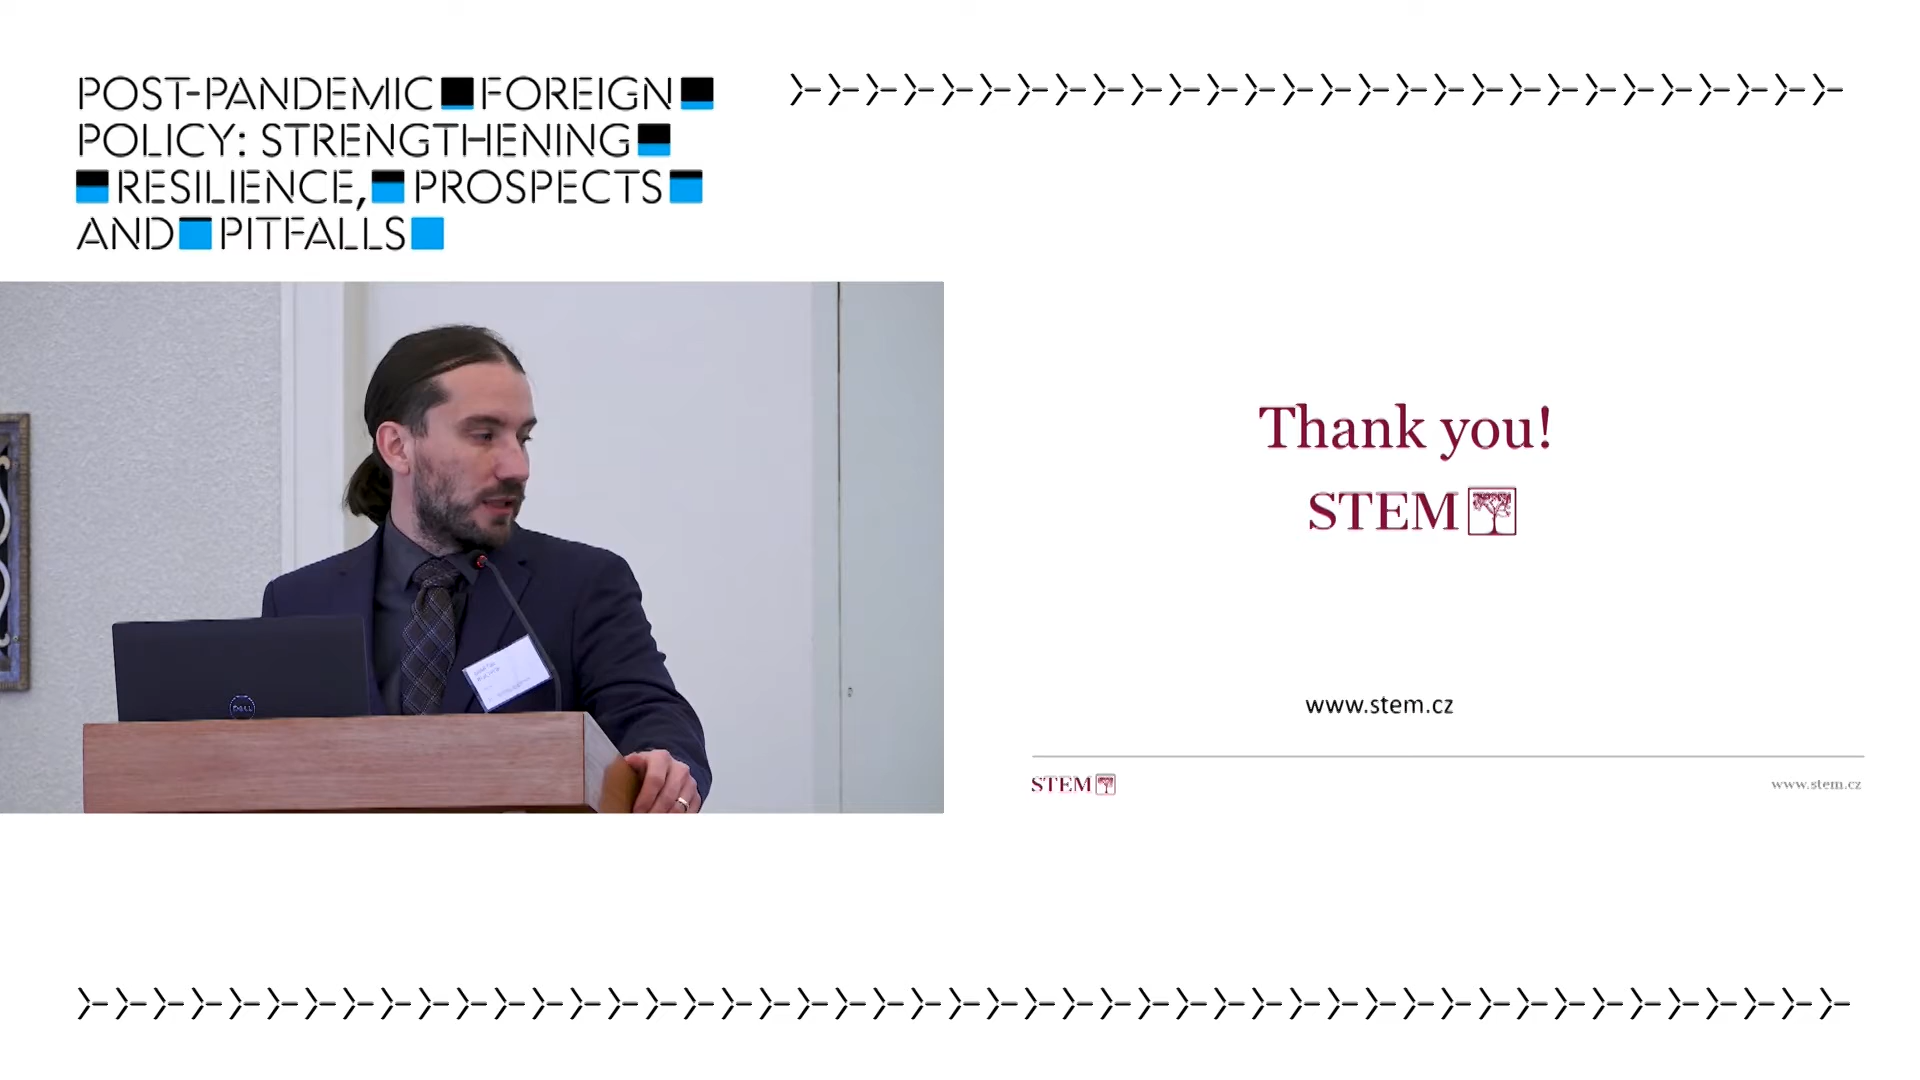 POST-PANDEMIC FOREIGN
POLICY: STRENGTHENING
RESILIENCE, PROSPECTS
AND PITFALLS
DELL
Thank you!
STEM
www.stem.cz
STEM
www.stem.cz